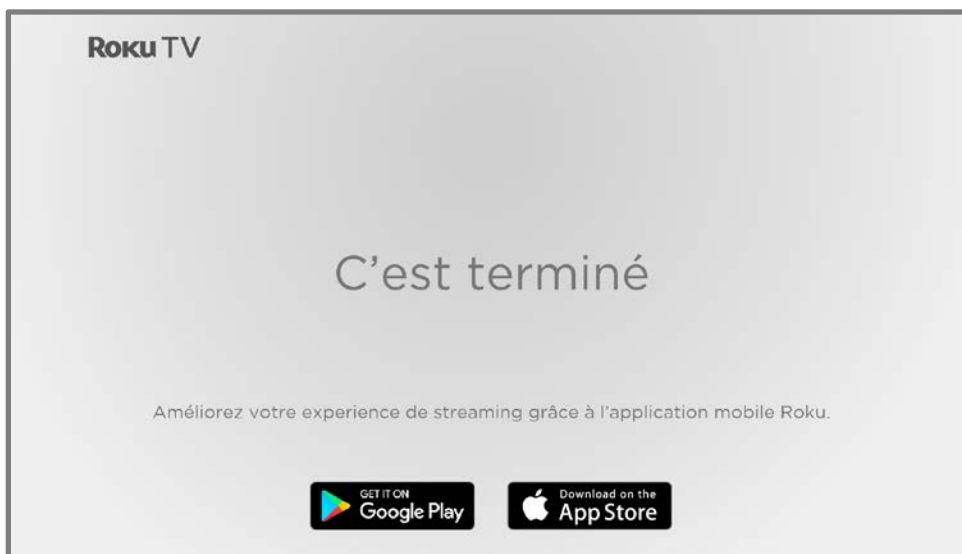 Roku TV
C'est terminé
Améliorez votre experience de streaming grâce à l'application mobile Roku.
GET IT ON
Google Play
Download on the
App Store